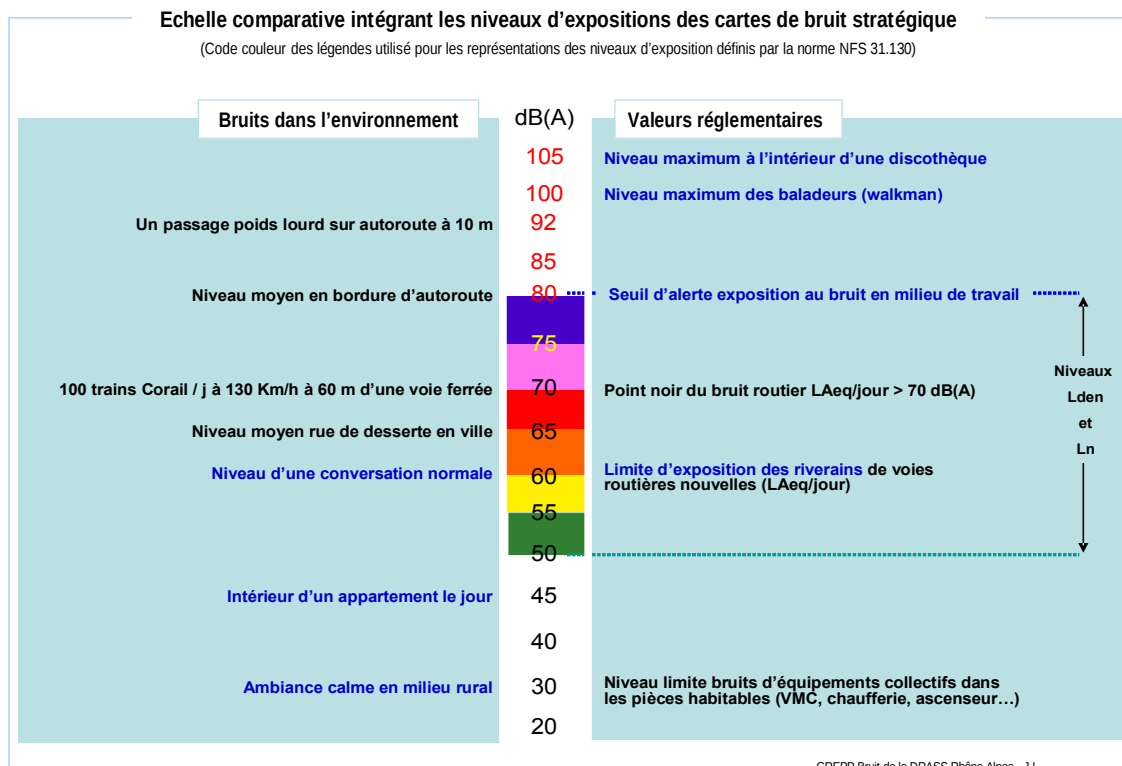 Echelle comparative intégrant les niveaux d'expositions des cartes de bruit stratégique
(Code couleur des légendes utilisé pour les représentations des niveaux d'exposition définis par la norme NFS 31.130)
Bruits dans l'environnement
dB(A)
Valeurs réglementaires
105
Niveau maximum à l'intérieur d'une discothèque
100
Niveau maximum des baladeurs (walkman)
Un passage poids lourd sur autoroute à 10 m
92
85
Niveau moyen en bordure d'autoroute
80
Seuil d'alerte exposition au bruit en milieu de travail
75
Niveaux
Lden
et
Ln
100 trains Corail / j à 130 Km/h à 60 m d'une voie ferrée
70
Point noir du bruit routier LAeq/jour > 70 dB(A)
Niveau moyen rue de desserte en ville
65
Niveau d'une conversation normale
60
Limite d'exposition des riverains de voies
routières nouvelles (LAeq/jour)
55
50
Intérieur d'un appartement le jour
45
40
Ambiance calme en milieu rural
30
Niveau limite bruits d'équipements collectifs dans
les pièces habitables (VMC, chaufferie, ascenseur…)
20